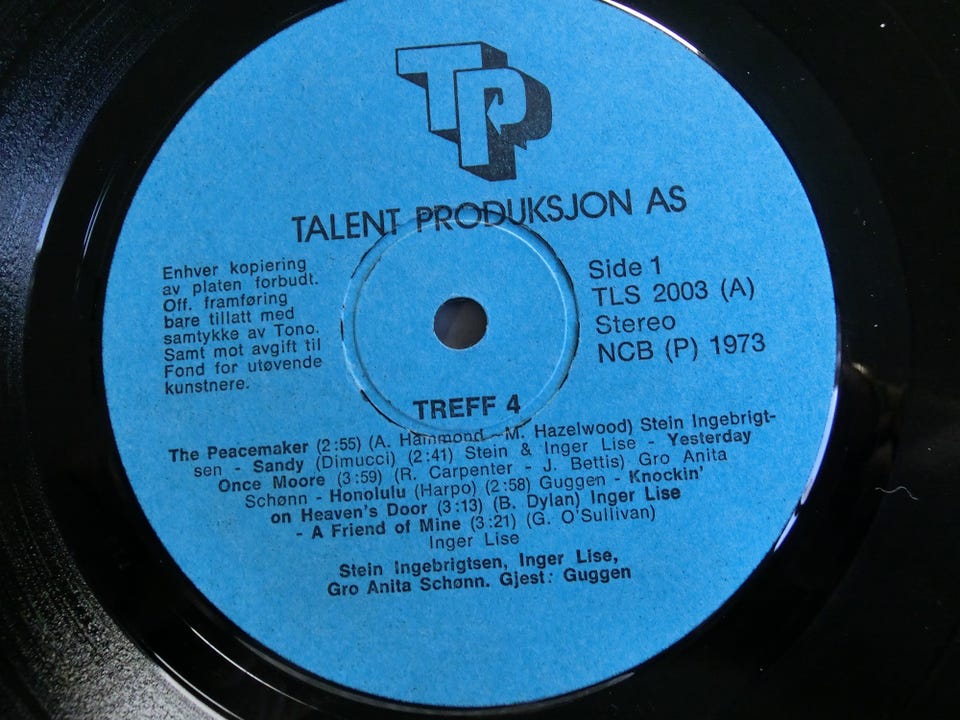 TP
TALENT PRODUKSJON AS
Enhver kopiering
av platen forbudt.
Off. framføring
bare tillatt med
samtykke av Tono.
Samt mot avgift til
Fond for utøvende
kunstnere.
Side 1
TLS 2003 (A)
Stereo
NCB (P) 1973
TREFF 4
The Peacemaker (2:55) (A. Hammond - M. Hazelwood) Stein Ingebrigt-
sen - Sandy (Dimucci) (2:41) Stein & Inger Lise - Yesterday
Once Moore (3:59) (R. Carpenter - J. Bettis) Gro Anita
Schønn - Honolulu (Harpo) (2:58) Guggen - Knockin'
on Heaven's Door (3:13) (B. Dylan) Inger Lise
- A Friend of Mine (3:21) (G. O'Sullivan)
Inger Lise
Stein Ingebrigtsen, Inger Lise,
Gro Anita Schønn. Gjest: Guggen